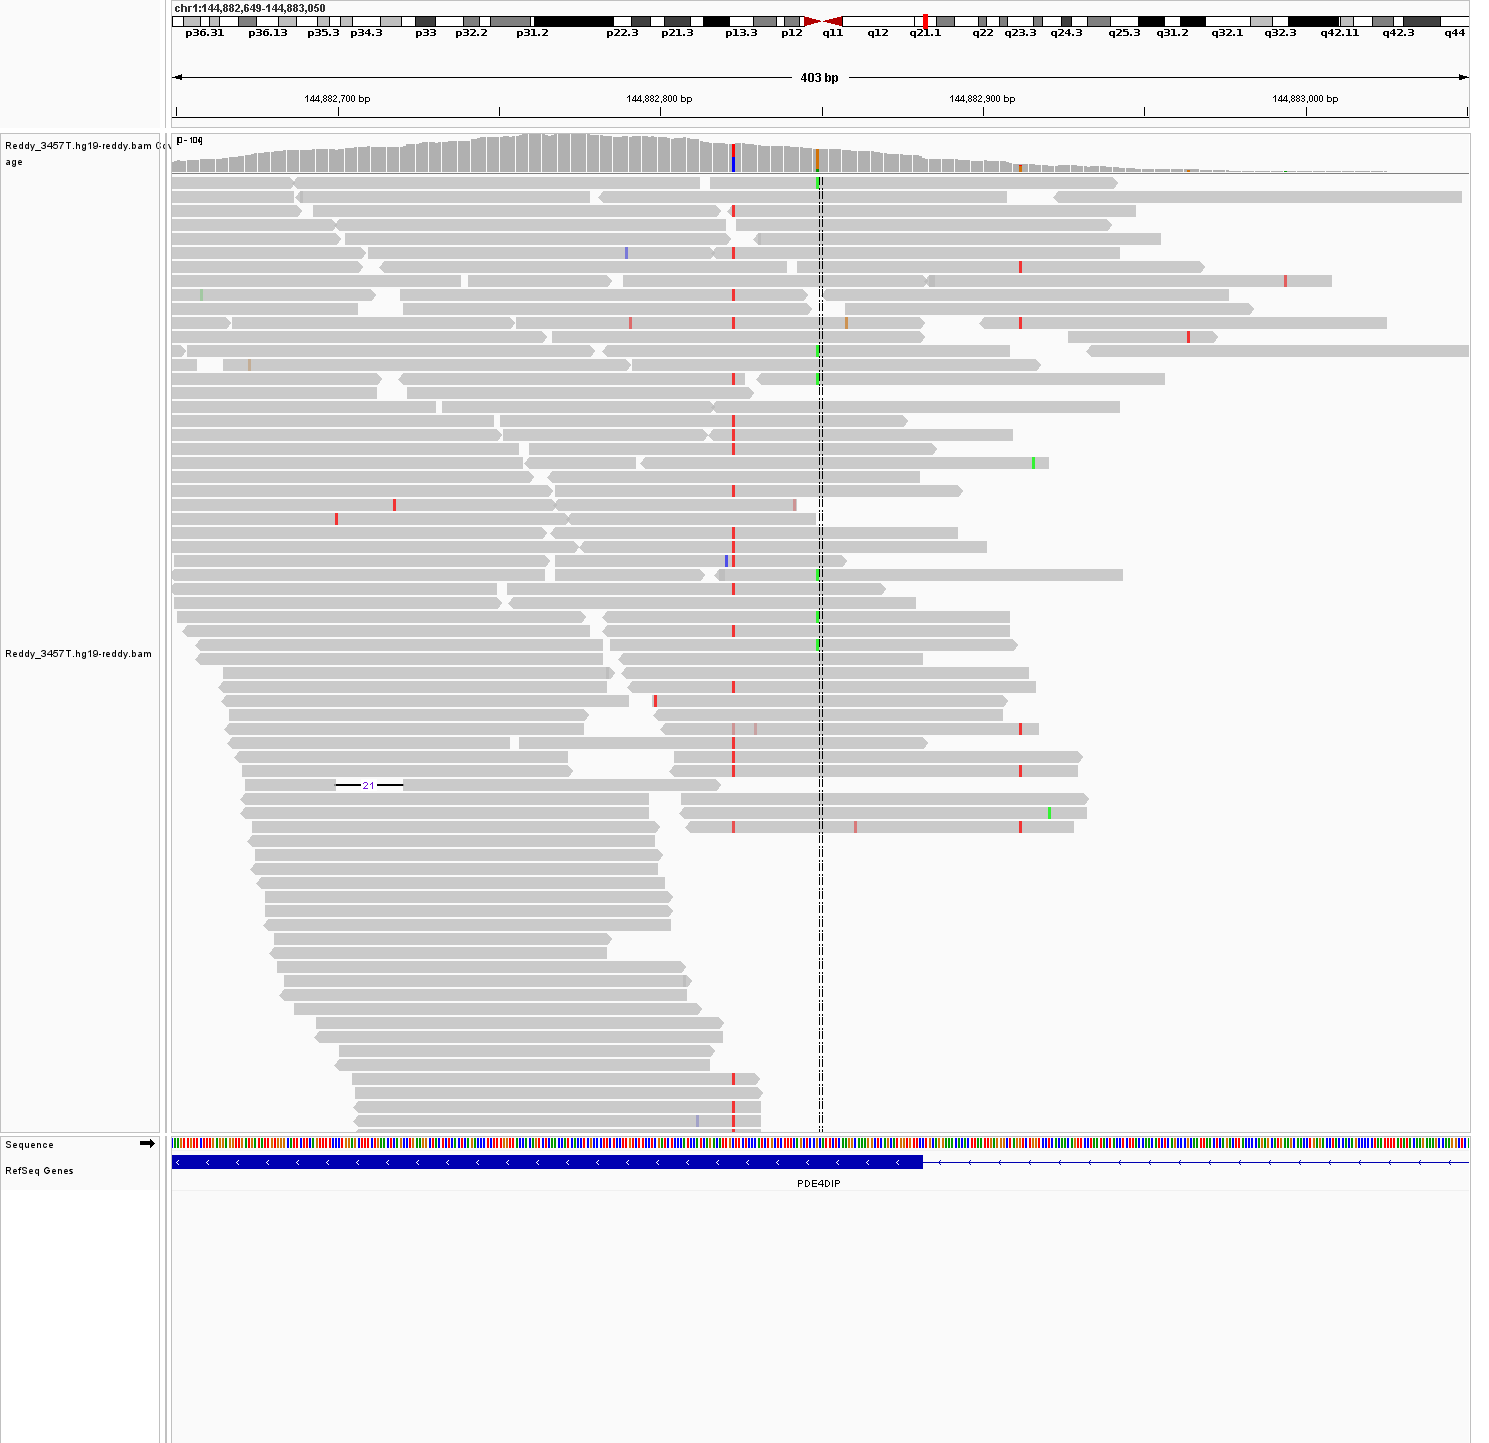 chr1:144,882,649-144,883,050
p36.31 p36.13 p35.3 p34.3 p33 p32.2 p31.2 p22.3 p21.3 p13.3 p12 q11 q12 q21.1 q22 q23.3 q24.3 q25.3 q31.2 q32.1 q32.3 q42.11 q42.3 q44
403 bp
144,882,700 bp 144,882,800 bp 144,882,900 bp 144,883,000 bp
[0 - 104]
Reddy_3457T.hg19-reddy.bam Cov
age
Reddy_3457T.hg19-reddy.bam
21
Sequence
RefSeq Genes
PDE4DIP